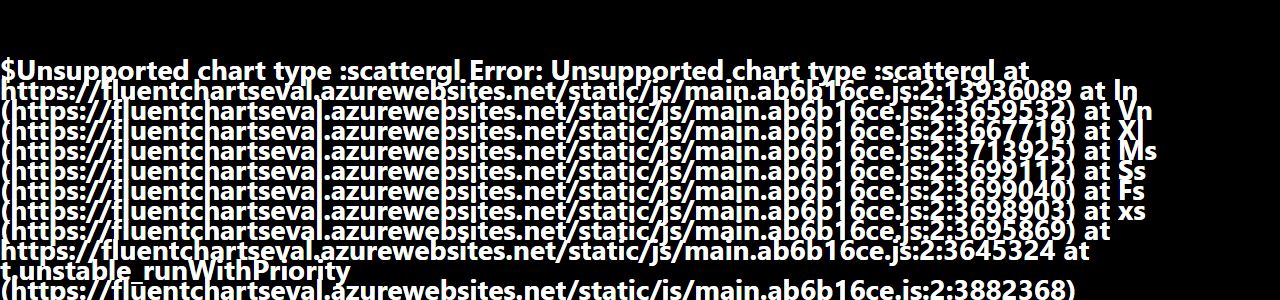 $Unsupported chart type :scattergl Error: Unsupported chart type :scattergl at
https://fluentchartseval.azurewebsites.net/static/js/main.ab6b16ce.js:2:13936089 at ln
(https://fluentchartseval.azurewebsites.net/static/js/main.ab6b16ce.js:2:3659532) at Vn
(https://fluentchartseval.azurewebsites.net/static/js/main.ab6b16ce.js:2:3667719) at Xl
(https://fluentchartseval.azurewebsites.net/static/js/main.ab6b16ce.js:2:3713925) at Ms
(https://fluentchartseval.azurewebsites.net/static/js/main.ab6b16ce.js:2:3699112) at Ss
(https://fluentchartseval.azurewebsites.net/static/js/main.ab6b16ce.js:2:3699040) at Fs
(https://fluentchartseval.azurewebsites.net/static/js/main.ab6b16ce.js:2:3698903) at xs
(https://fluentchartseval.azurewebsites.net/static/js/main.ab6b16ce.js:2:3695869) at
https://fluentchartseval.azurewebsites.net/static/js/main.ab6b16ce.js:2:3645324 at
t.unstable_runWithPriority
(https://fluentchartseval.azurewebsites.net/static/js/main.ab6b16ce.js:2:3882368)